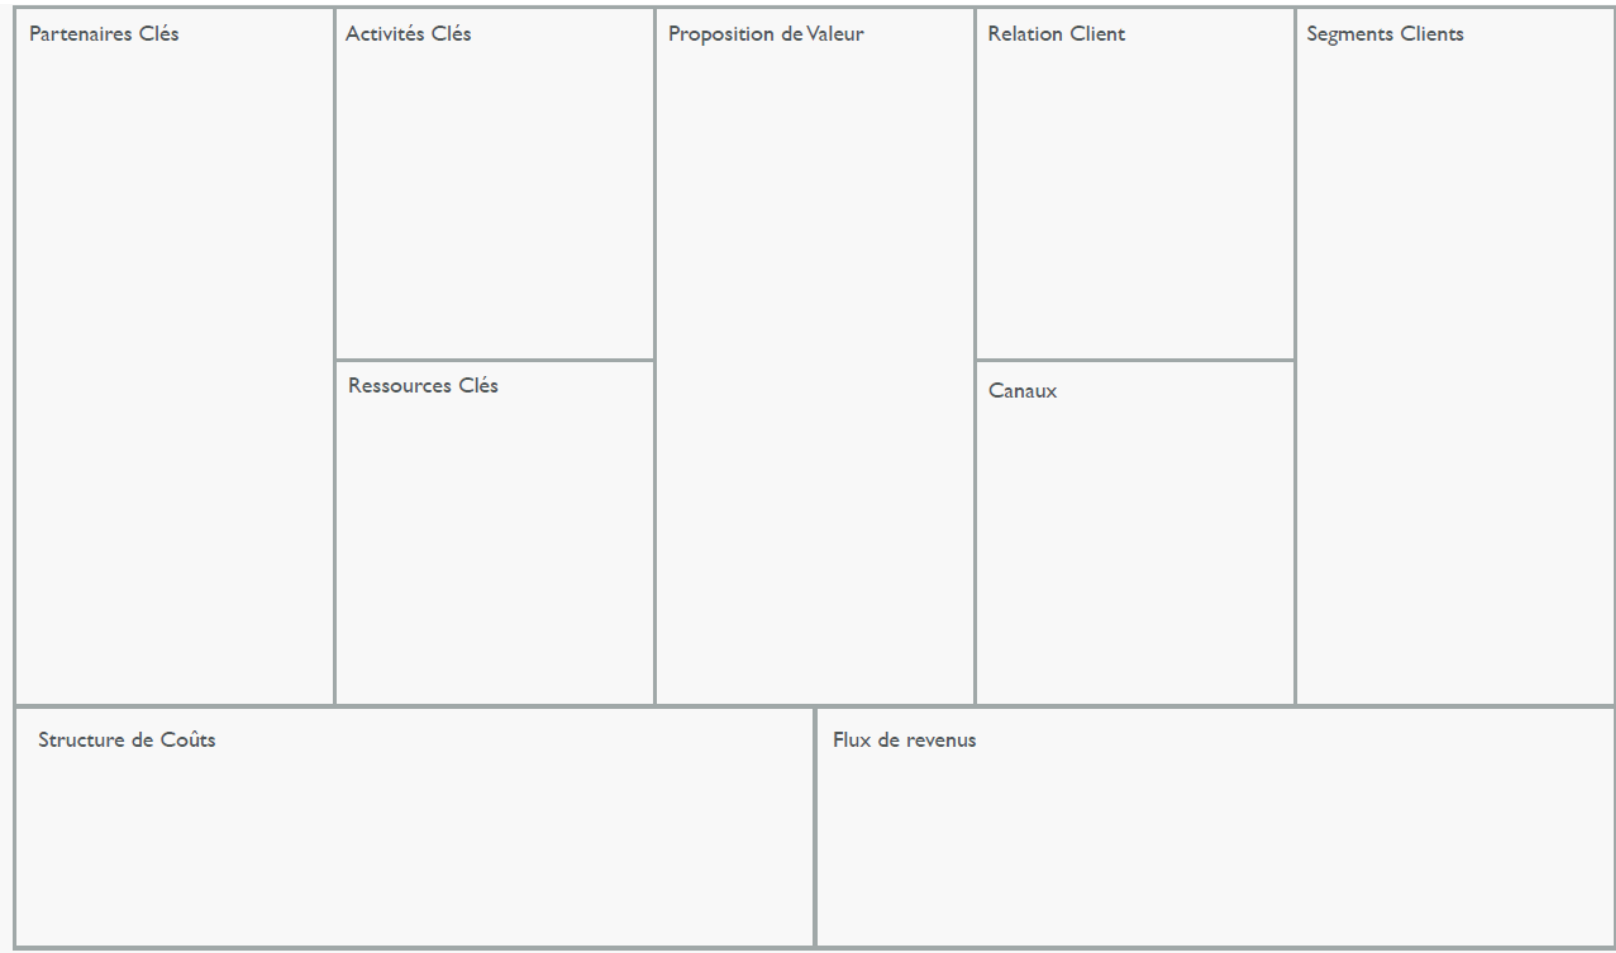 Partenaires Clés
Activités Clés
Proposition de Valeur
Relation Client
Segments Clients
Ressources Clés
Canaux
Structure de Coûts
Flux de revenus